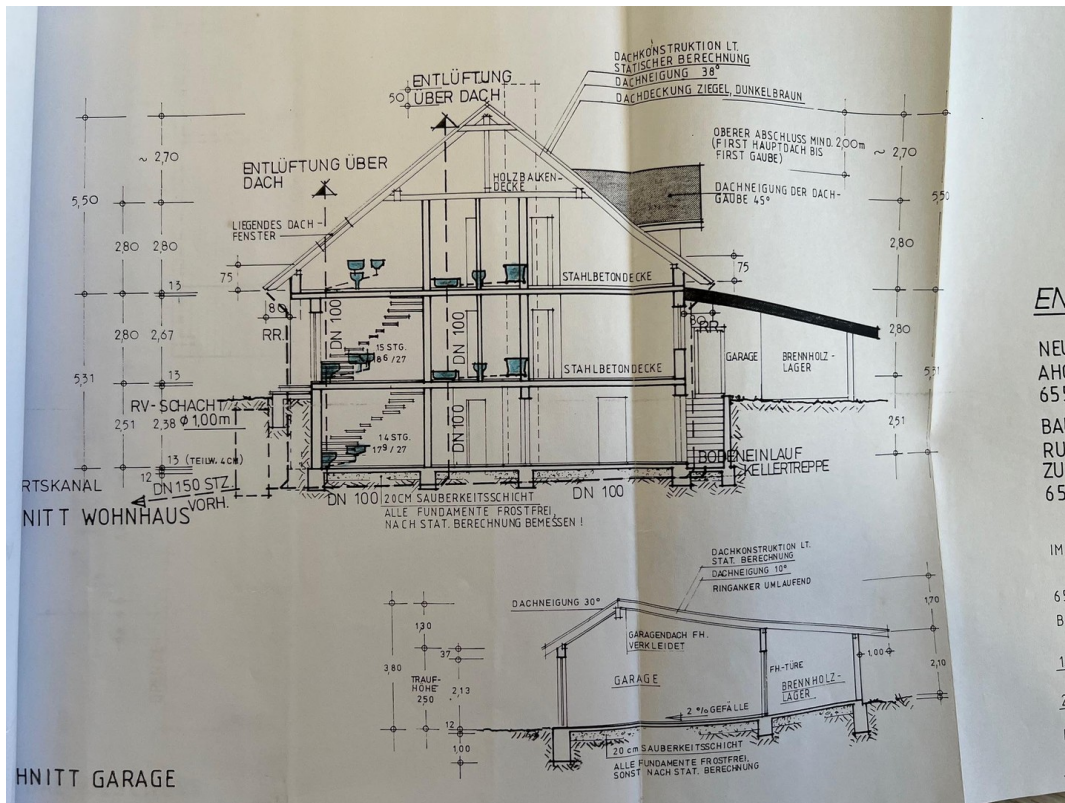 ENTLÜFTUNG
ÜBER DACH
50
DACHKONSTRUKTION LT.
STATISCHER BERECHNUNG
DACHNEIGUNG 38°
DACHDECKUNG ZIEGEL, DUNKELBRAUN
OBERER ABSCHLUSS MIND. 2,00m
(FIRST HAUPTDACH BIS
FIRST GAUBE)
~ 2,70
~ 2,70
ENTLÜFTUNG ÜBER
DACH
HOLZBALKEN-
DECKE
DACHNEIGUNG DER DACH-
GAUBE 45°
5,50
5,50
LIEGENDES DACH-
FENSTER
2,80
2,80
75
75
STAHLBETONDECKE
13
80
RR.
80
RR.
DN 100
DN 100
2,80
2,67
2,80
15 STG.
18⁶ / 27
GARAGE
BRENNHOLZ-
LAGER
STAHLBETONDECKE
5,31
5,31
13
RV-SCHACHT
Ø 1,00m
2,51
2,38
2,51
DN 100
14 STG.
17⁹ / 27
BODENEINLAUF
KELLERTREPPE
13 (TEILW. 4CM)
12
RTSKANAL
DN 150 STZ.
VORH.
DN 100
DN 100
20CM SAUBERKEITSSCHICHT
ALLE FUNDAMENTE FROSTFREI,
NACH STAT. BERECHNUNG BEMESSEN !
NITT WOHNHAUS
EN
NEU
AHO
655
BA
RU
ZU
65
IM
65
B
1
2
DACHKONSTRUKTION LT.
STAT. BERECHNUNG
DACHNEIGUNG 10°
RINGANKER UMLAUFEND
DACHNEIGUNG 30°
1,30
37
3,80
TRAUF-
HÖHE
250
2,13
12
1,00
GARAGENDACH FH.
VERKLEIDET
GARAGE
FH.-TÜRE
BRENNHOLZ-
LAGER
1,00
1,70
2,10
2 % GEFÄLLE
20 cm SAUBERKEITSSCHICHT
ALLE FUNDAMENTE FROSTFREI,
SONST NACH STAT. BERECHNUNG
HNITT GARAGE